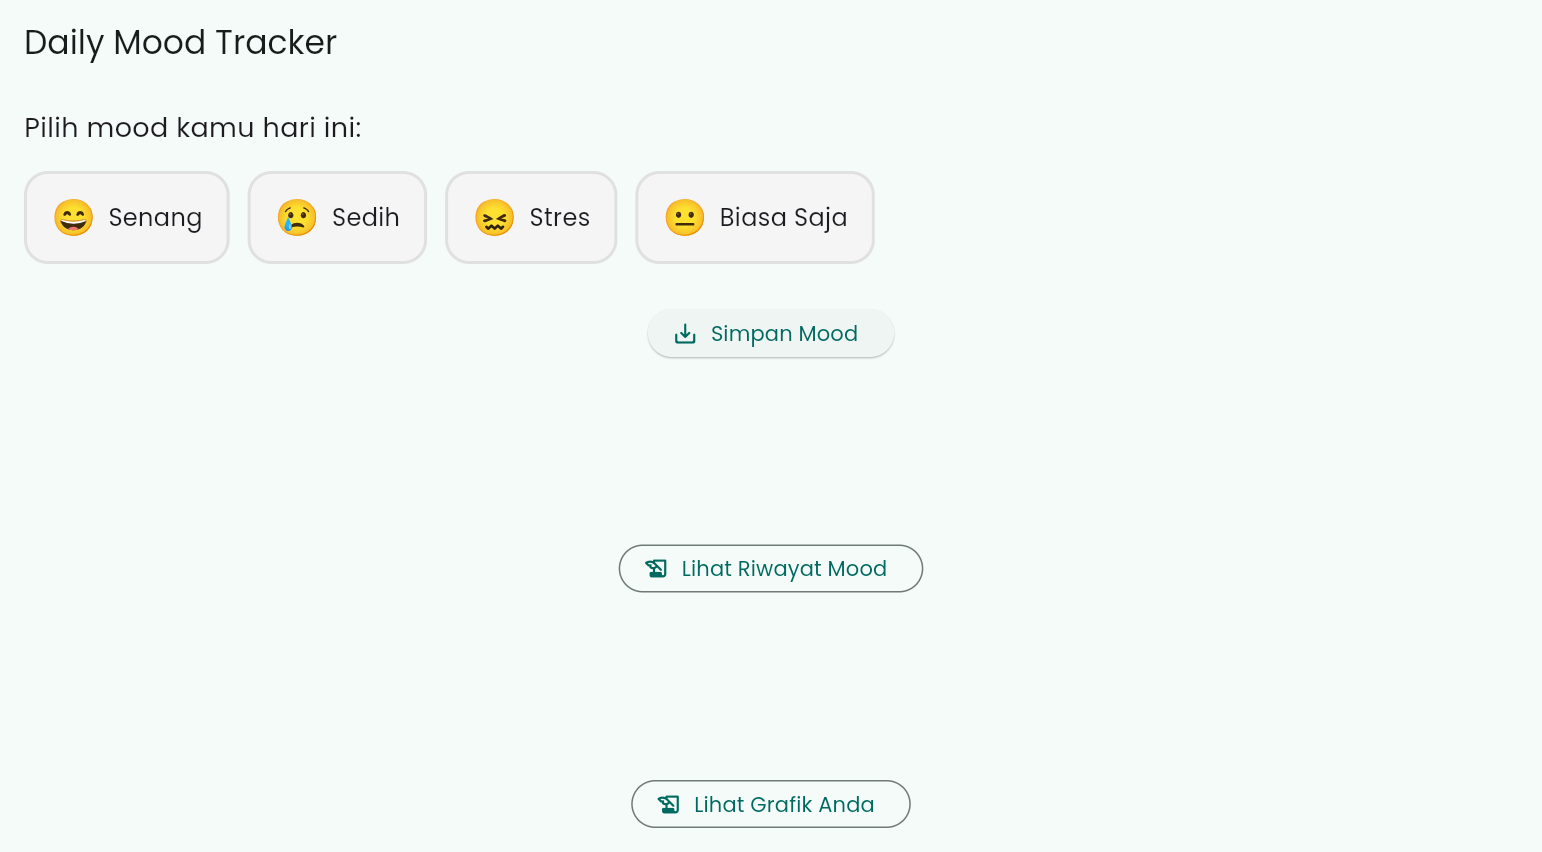 Daily Mood Tracker
Pilih mood kamu hari ini:
😄 Senang 😢 Sedih 😖 Stres 😐 Biasa Saja
Simpan Mood
Lihat Riwayat Mood
Lihat Grafik Anda